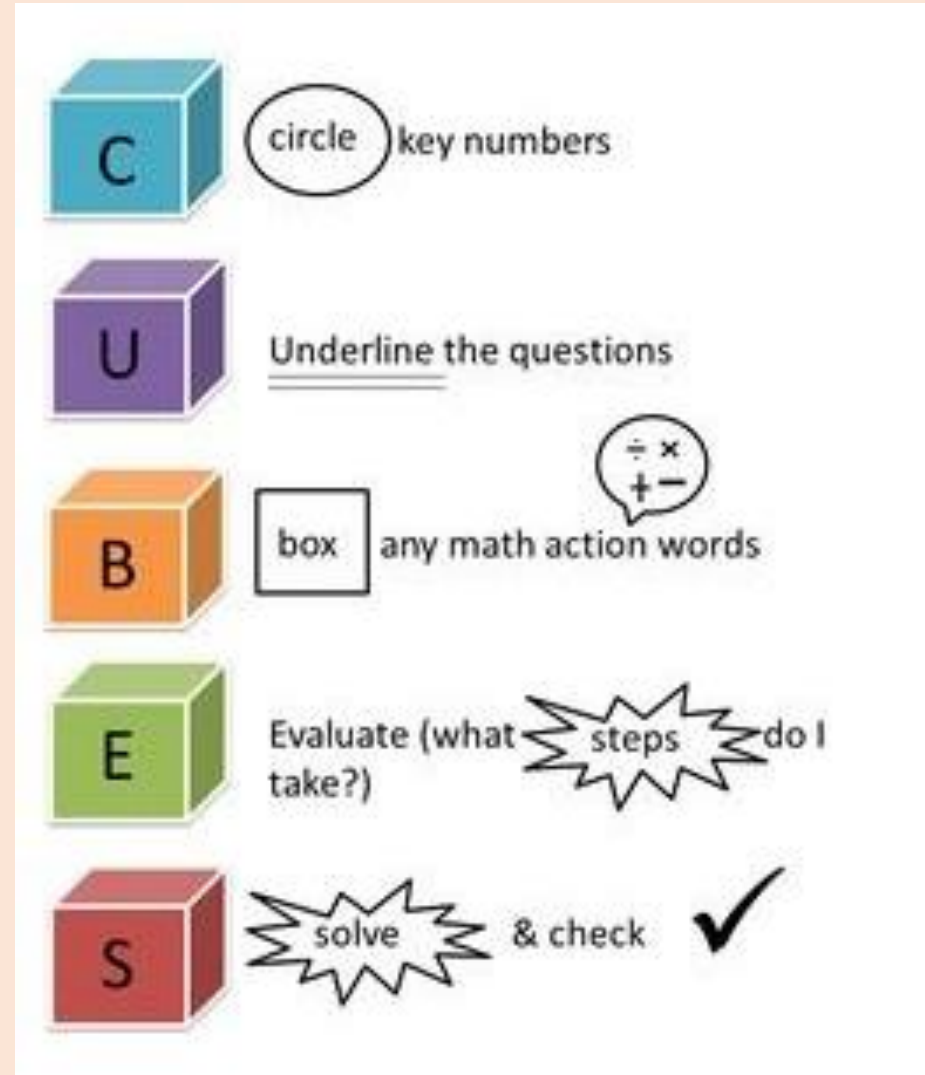 C circle key numbers
U Underline the questions
÷ ×
+ −
B box any math action words
E Evaluate (what steps do I
take?)
S solve & check ✓